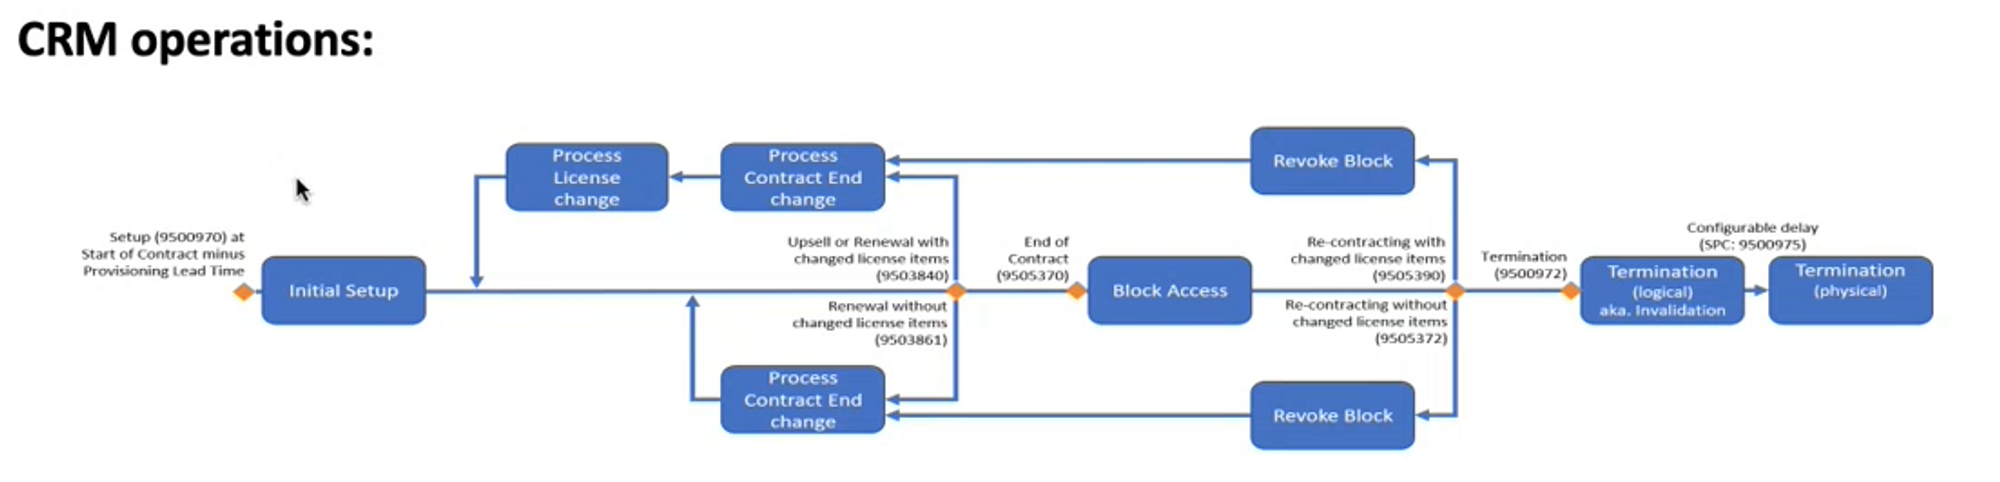 CRM operations:
Setup (9500970) at
Start of Contract minus
Provisioning Lead Time
Initial Setup
Process
License
change
Process
Contract End
change
Upsell or Renewal with
changed license items
(9503840)
Renewal without
changed license items
(9503861)
Process
Contract End
change
End of
Contract
(9505370)
Block Access
Revoke Block
Re-contracting with
changed license items
(9505390)
Re-contracting without
changed license items
(9505372)
Revoke Block
Termination
(9500972)
Termination
(logical)
aka. Invalidation
Configurable delay
(SPC: 9500975)
Termination
(physical)